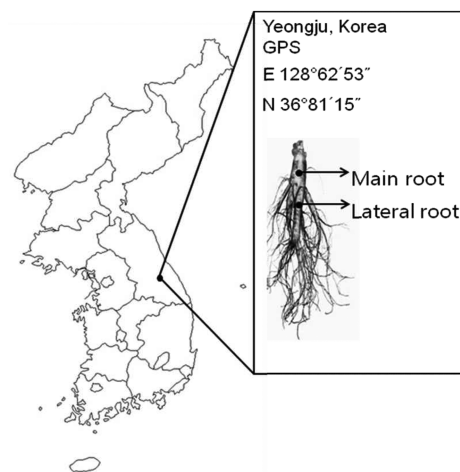 Yeongju, Korea
GPS
E 128°62´53˝
N 36°81´15˝
Main root
Lateral root